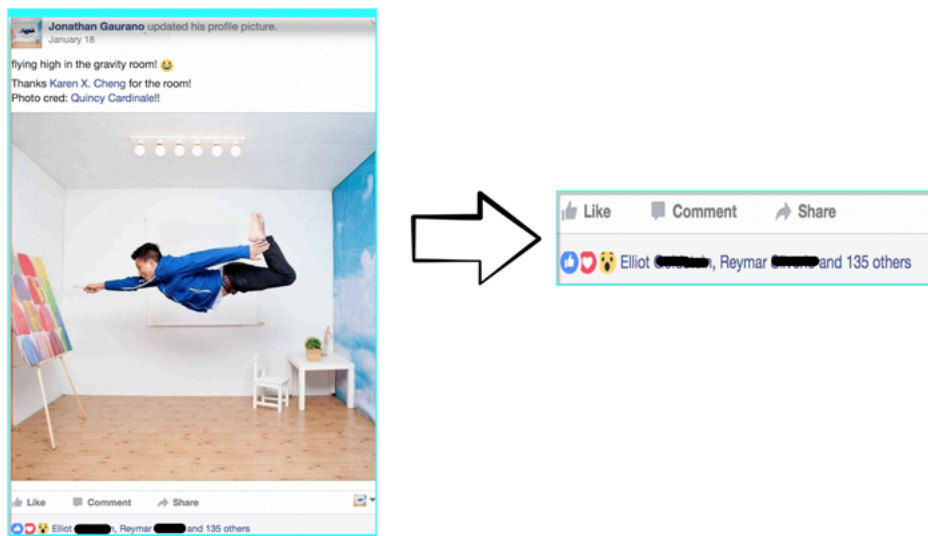 Jonathan Gaurano updated his profile picture.
January 18
flying high in the gravity room! 😂
Thanks Karen X. Cheng for the room!
Photo cred: Quincy Cardinale!!
Like Comment Share
Elliot n, Reymar and 135 others
Like Comment Share
Elliot , Reymar and 135 others